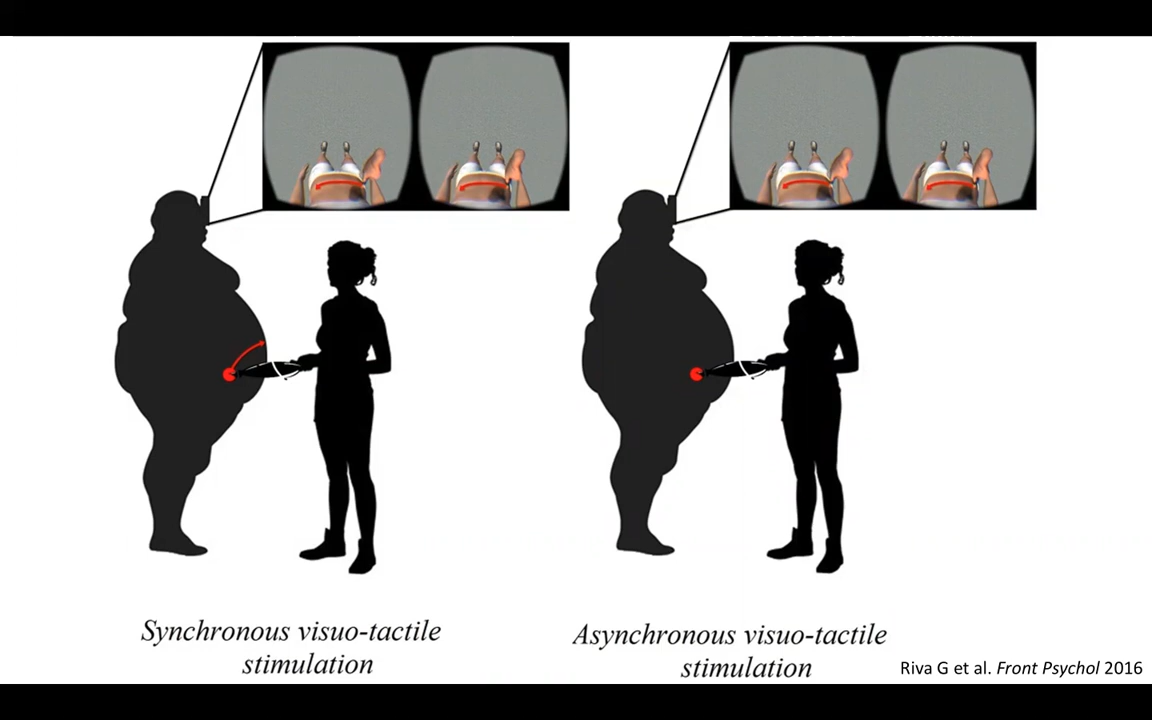 Synchronous visuo-tactile
stimulation
Asynchronous visuo-tactile
stimulation
Riva G et al. Front Psychol 2016